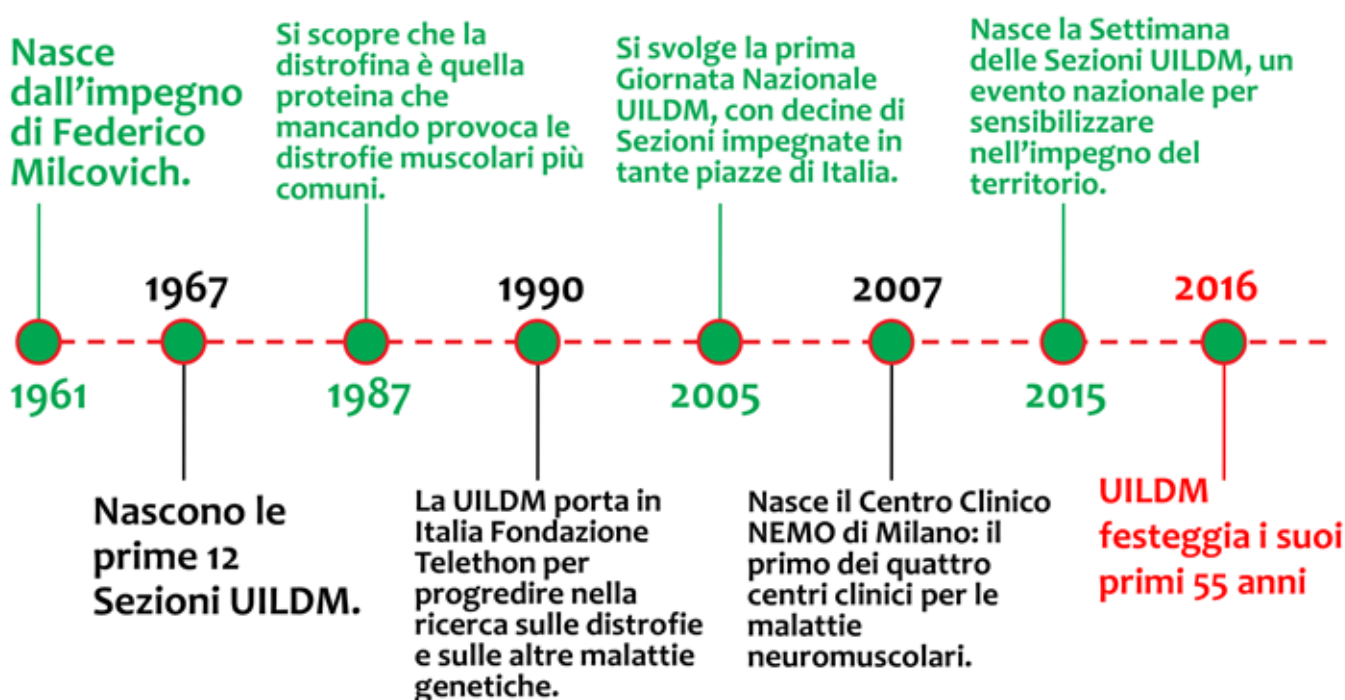 Nasce
dall'impegno
di Federico
Milcovich.
1961
1967
Nascono le
prime 12
Sezioni UILDM.
Si scopre che la
distrofina è quella
proteina che
mancando provoca le
distrofie muscolari più
comuni.
1987
1990
La UILDM porta in
Italia Fondazione
Telethon per
progredire nella
ricerca sulle distrofie
e sulle altre malattie
genetiche.
Si svolge la prima
Giornata Nazionale
UILDM, con decine di
Sezioni impegnate in
tante piazze di Italia.
2005
2007
Nasce il Centro Clinico
NEMO di Milano: il
primo dei quattro
centri clinici per le
malattie
neuromuscolari.
Nasce la Settimana
delle Sezioni UILDM, un
evento nazionale per
sensibilizzare
nell'impegno del
territorio.
2015
2016
UILDM
festeggia i suoi
primi 55 anni